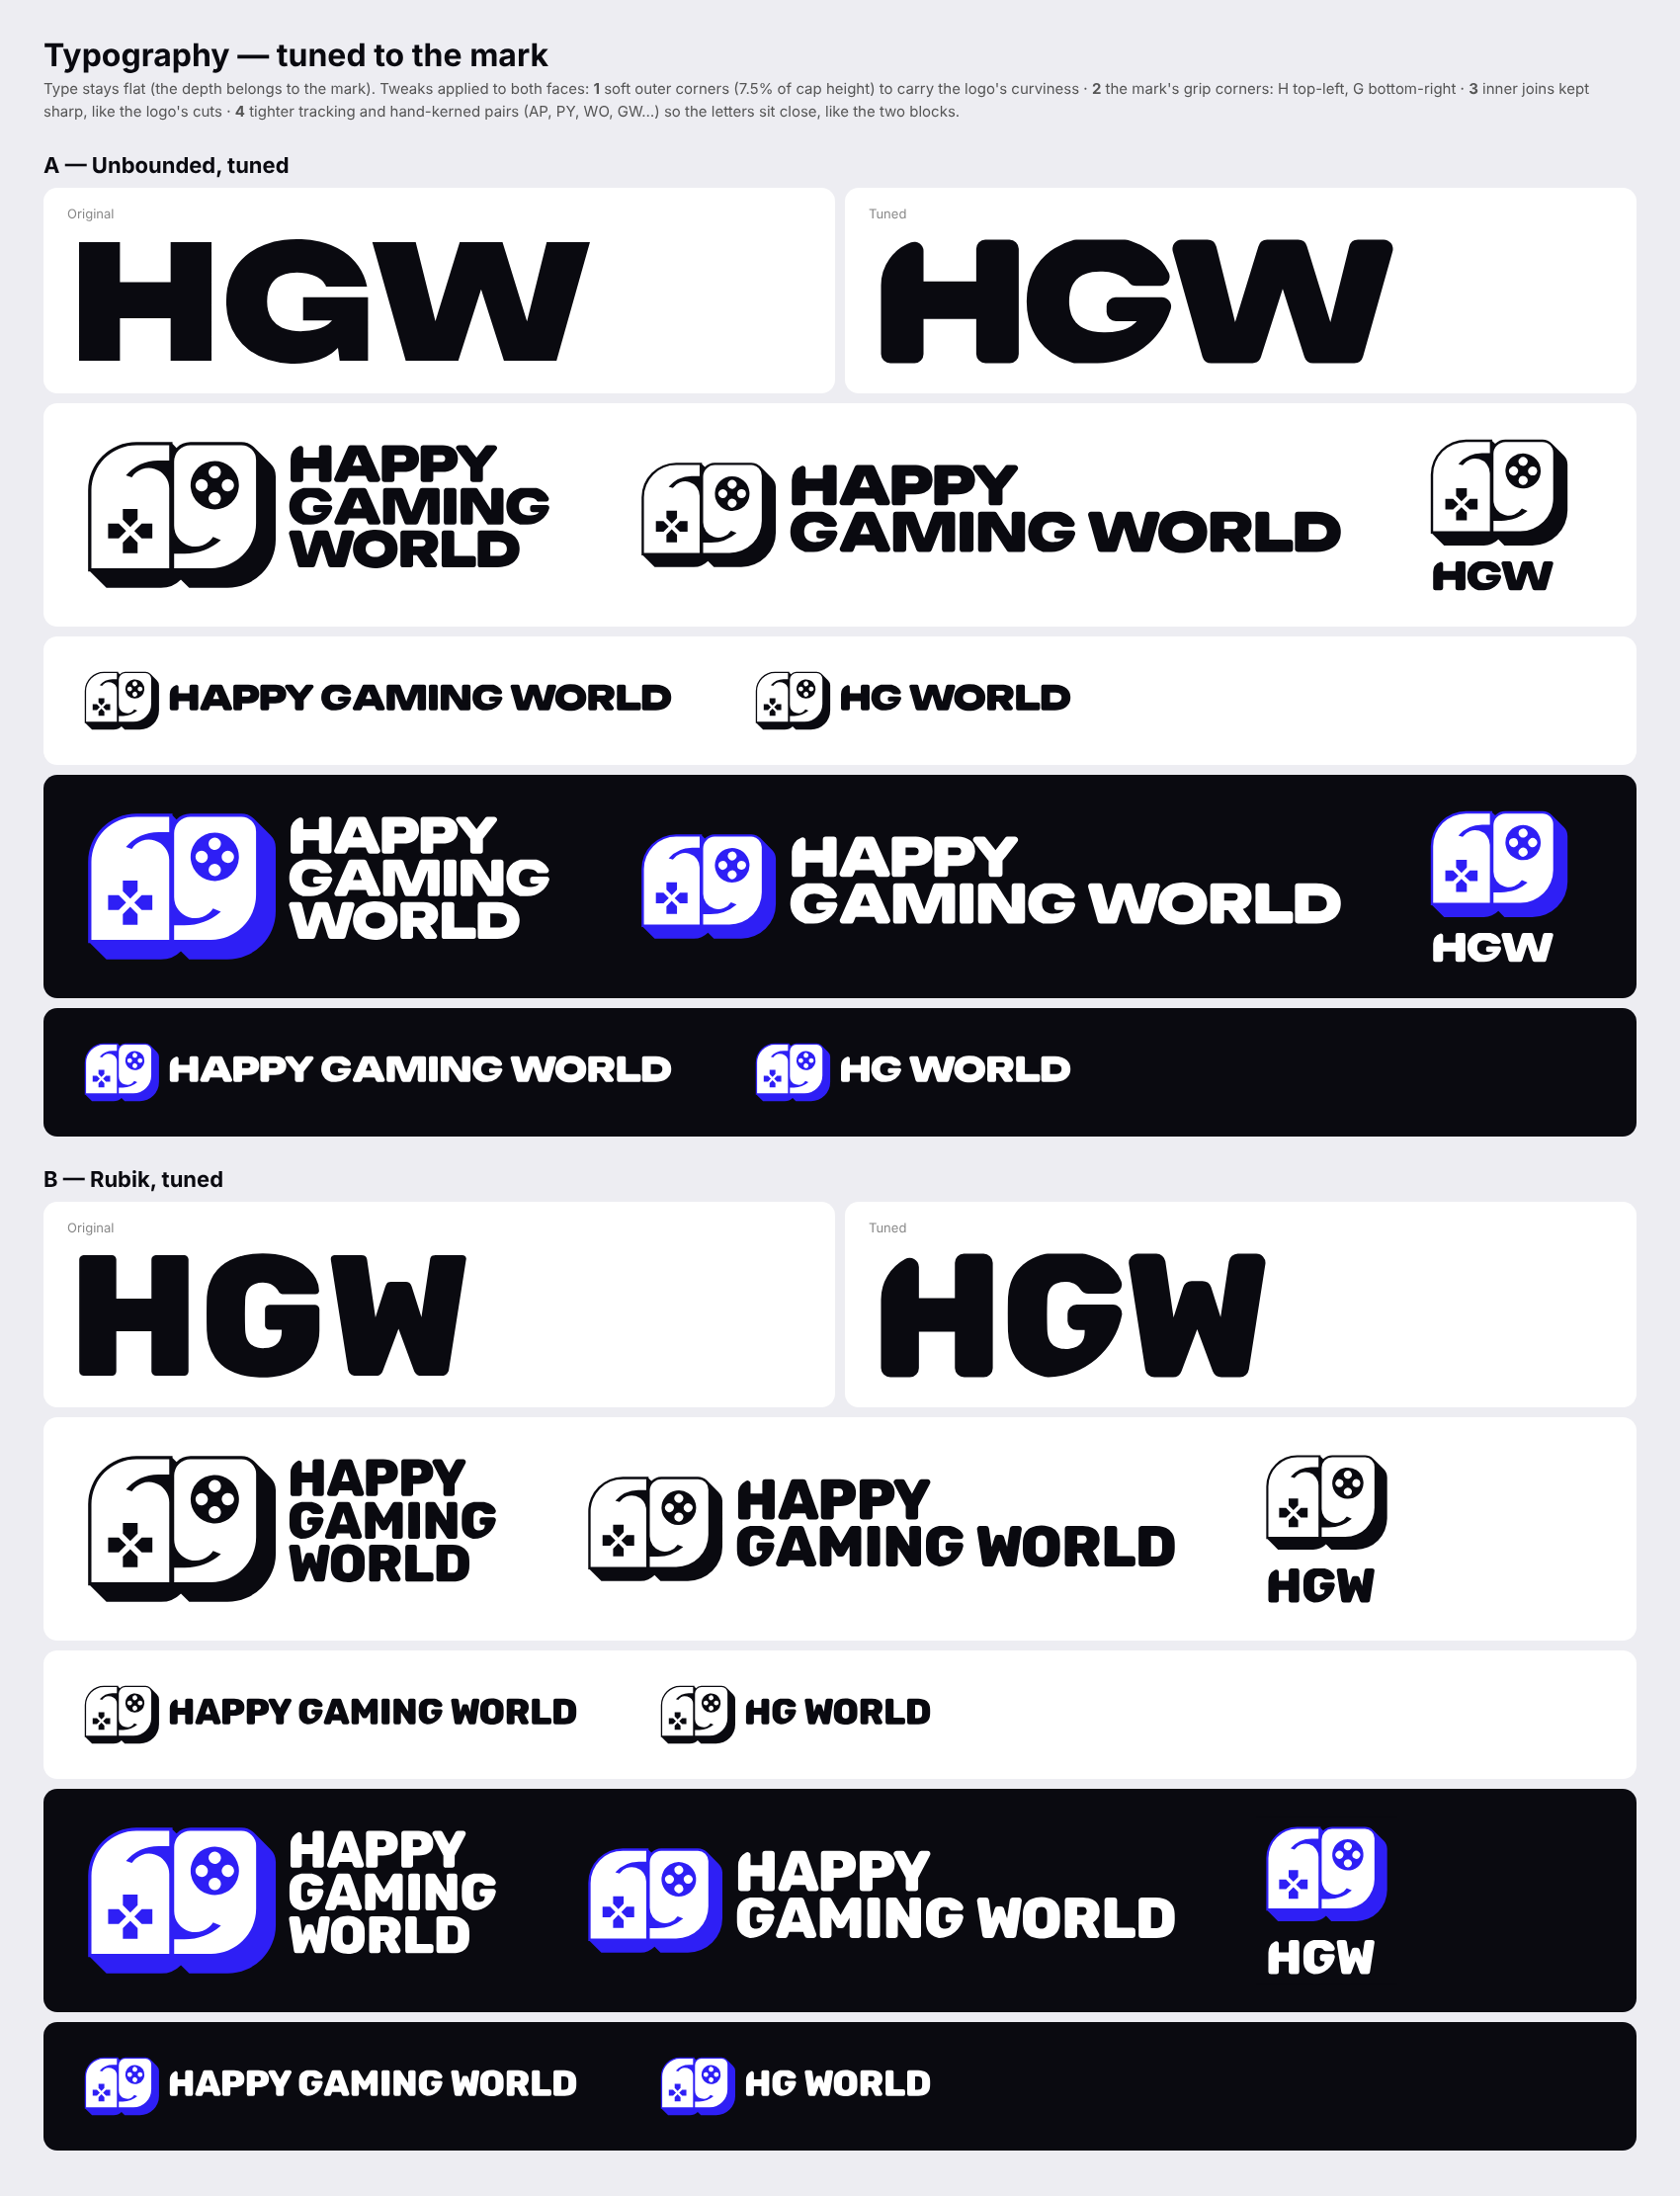 Typography — tuned to the mark
Type stays flat (the depth belongs to the mark). Tweaks applied to both faces: 1 soft outer corners (7.5% of cap height) to carry the logo's curviness · 2 the mark's grip corners: H top-left, G bottom-right · 3 inner joins kept
sharp, like the logo's cuts · 4 tighter tracking and hand-kerned pairs (AP, PY, WO, GW...) so the letters sit close, like the two blocks.
A — Unbounded, tuned
Original
HGW
Tuned
HGW
HAPPY
GAMING
WORLD
HAPPY
GAMING WORLD
HGW
HAPPY GAMING WORLD
HG WORLD
HAPPY
GAMING
WORLD
HAPPY
GAMING WORLD
HGW
HAPPY GAMING WORLD
HG WORLD
B — Rubik, tuned
Original
HGW
Tuned
HGW
HAPPY
GAMING
WORLD
HAPPY
GAMING WORLD
HGW
HAPPY GAMING WORLD
HG WORLD
HAPPY
GAMING
WORLD
HAPPY
GAMING WORLD
HGW
HAPPY GAMING WORLD
HG WORLD